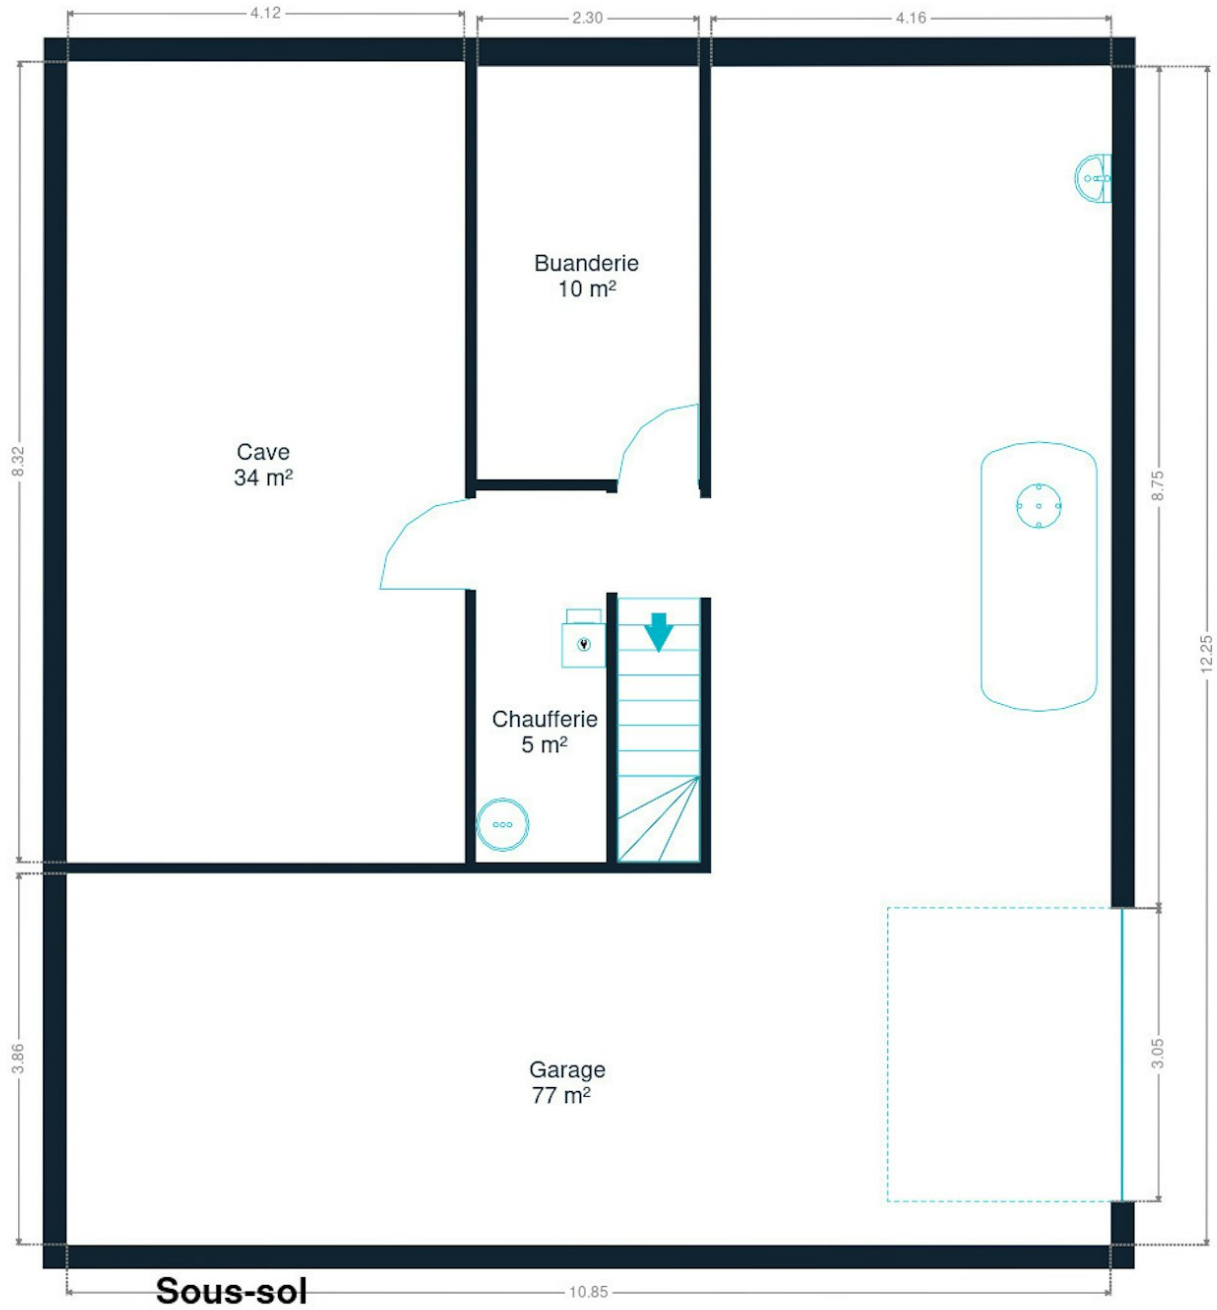 4.12
2.30
4.16
Buanderie
10 m²
Cave
34 m²
8.32
8.75
12.25
Chaufferie
5 m²
Garage
77 m²
3.86
3.05
Sous-sol
10.85